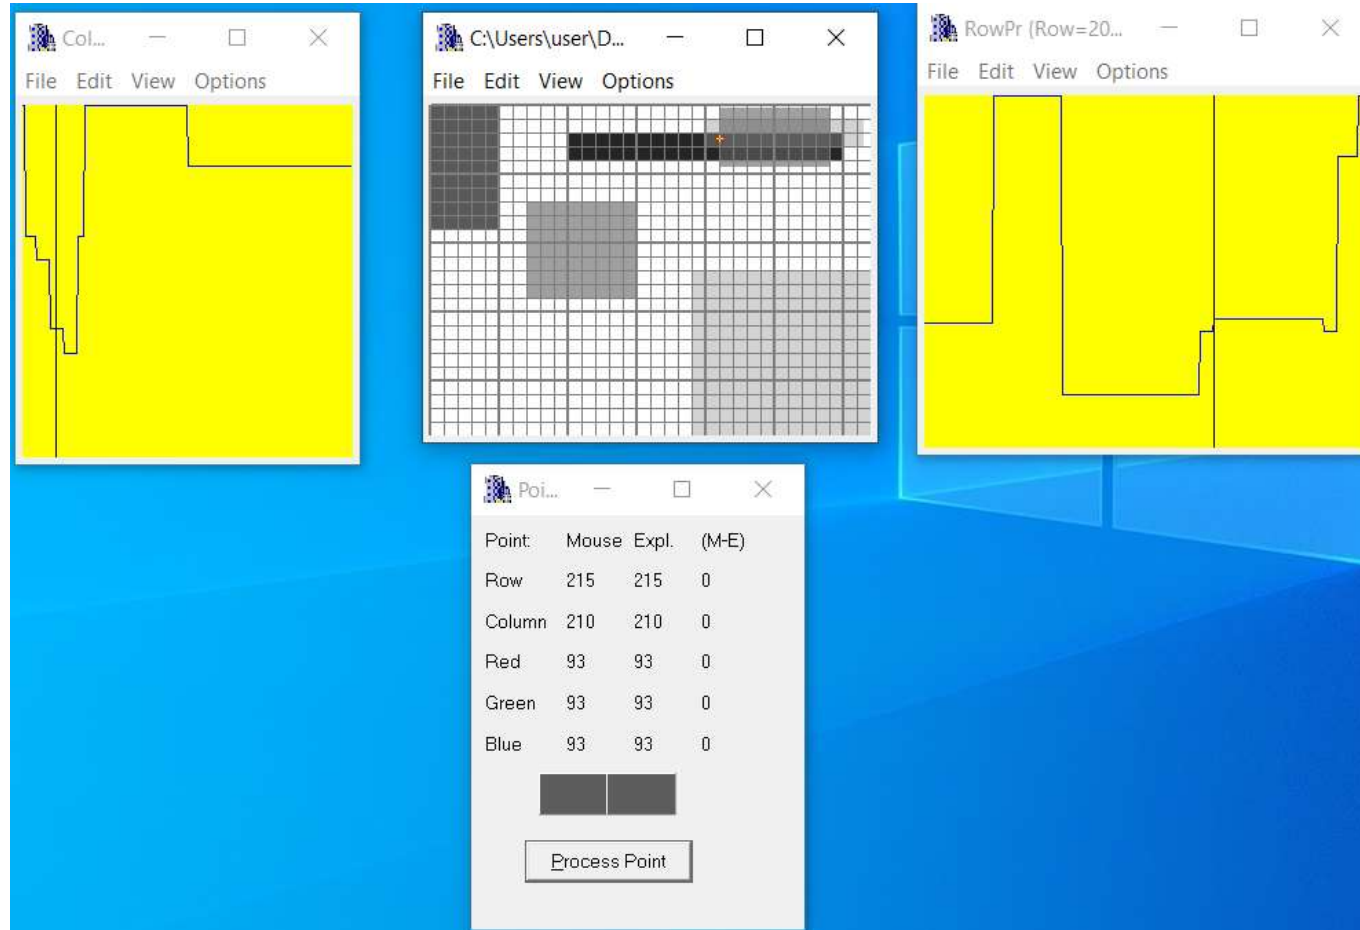 Col...
File Edit View Options
C:\Users\user\D...
File Edit View Options
RowPr (Row=20...
File Edit View Options
Poi...
Point: Mouse Expl. (M-E)
Row 215 215 0
Column 210 210 0
Red 93 93 0
Green 93 93 0
Blue 93 93 0
Process Point